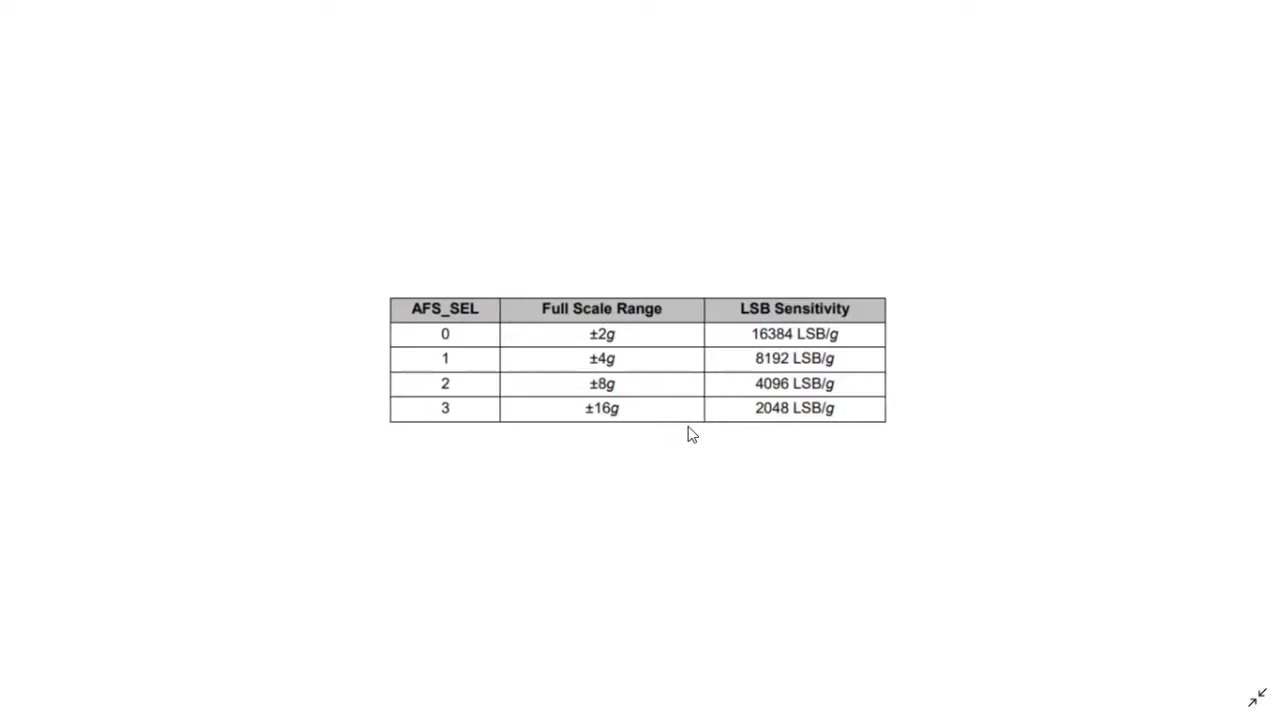 AFS_SEL Full Scale Range LSB Sensitivity
0 ±2g 16384 LSB/g
1 ±4g 8192 LSB/g
2 ±8g 4096 LSB/g
3 ±16g 2048 LSB/g